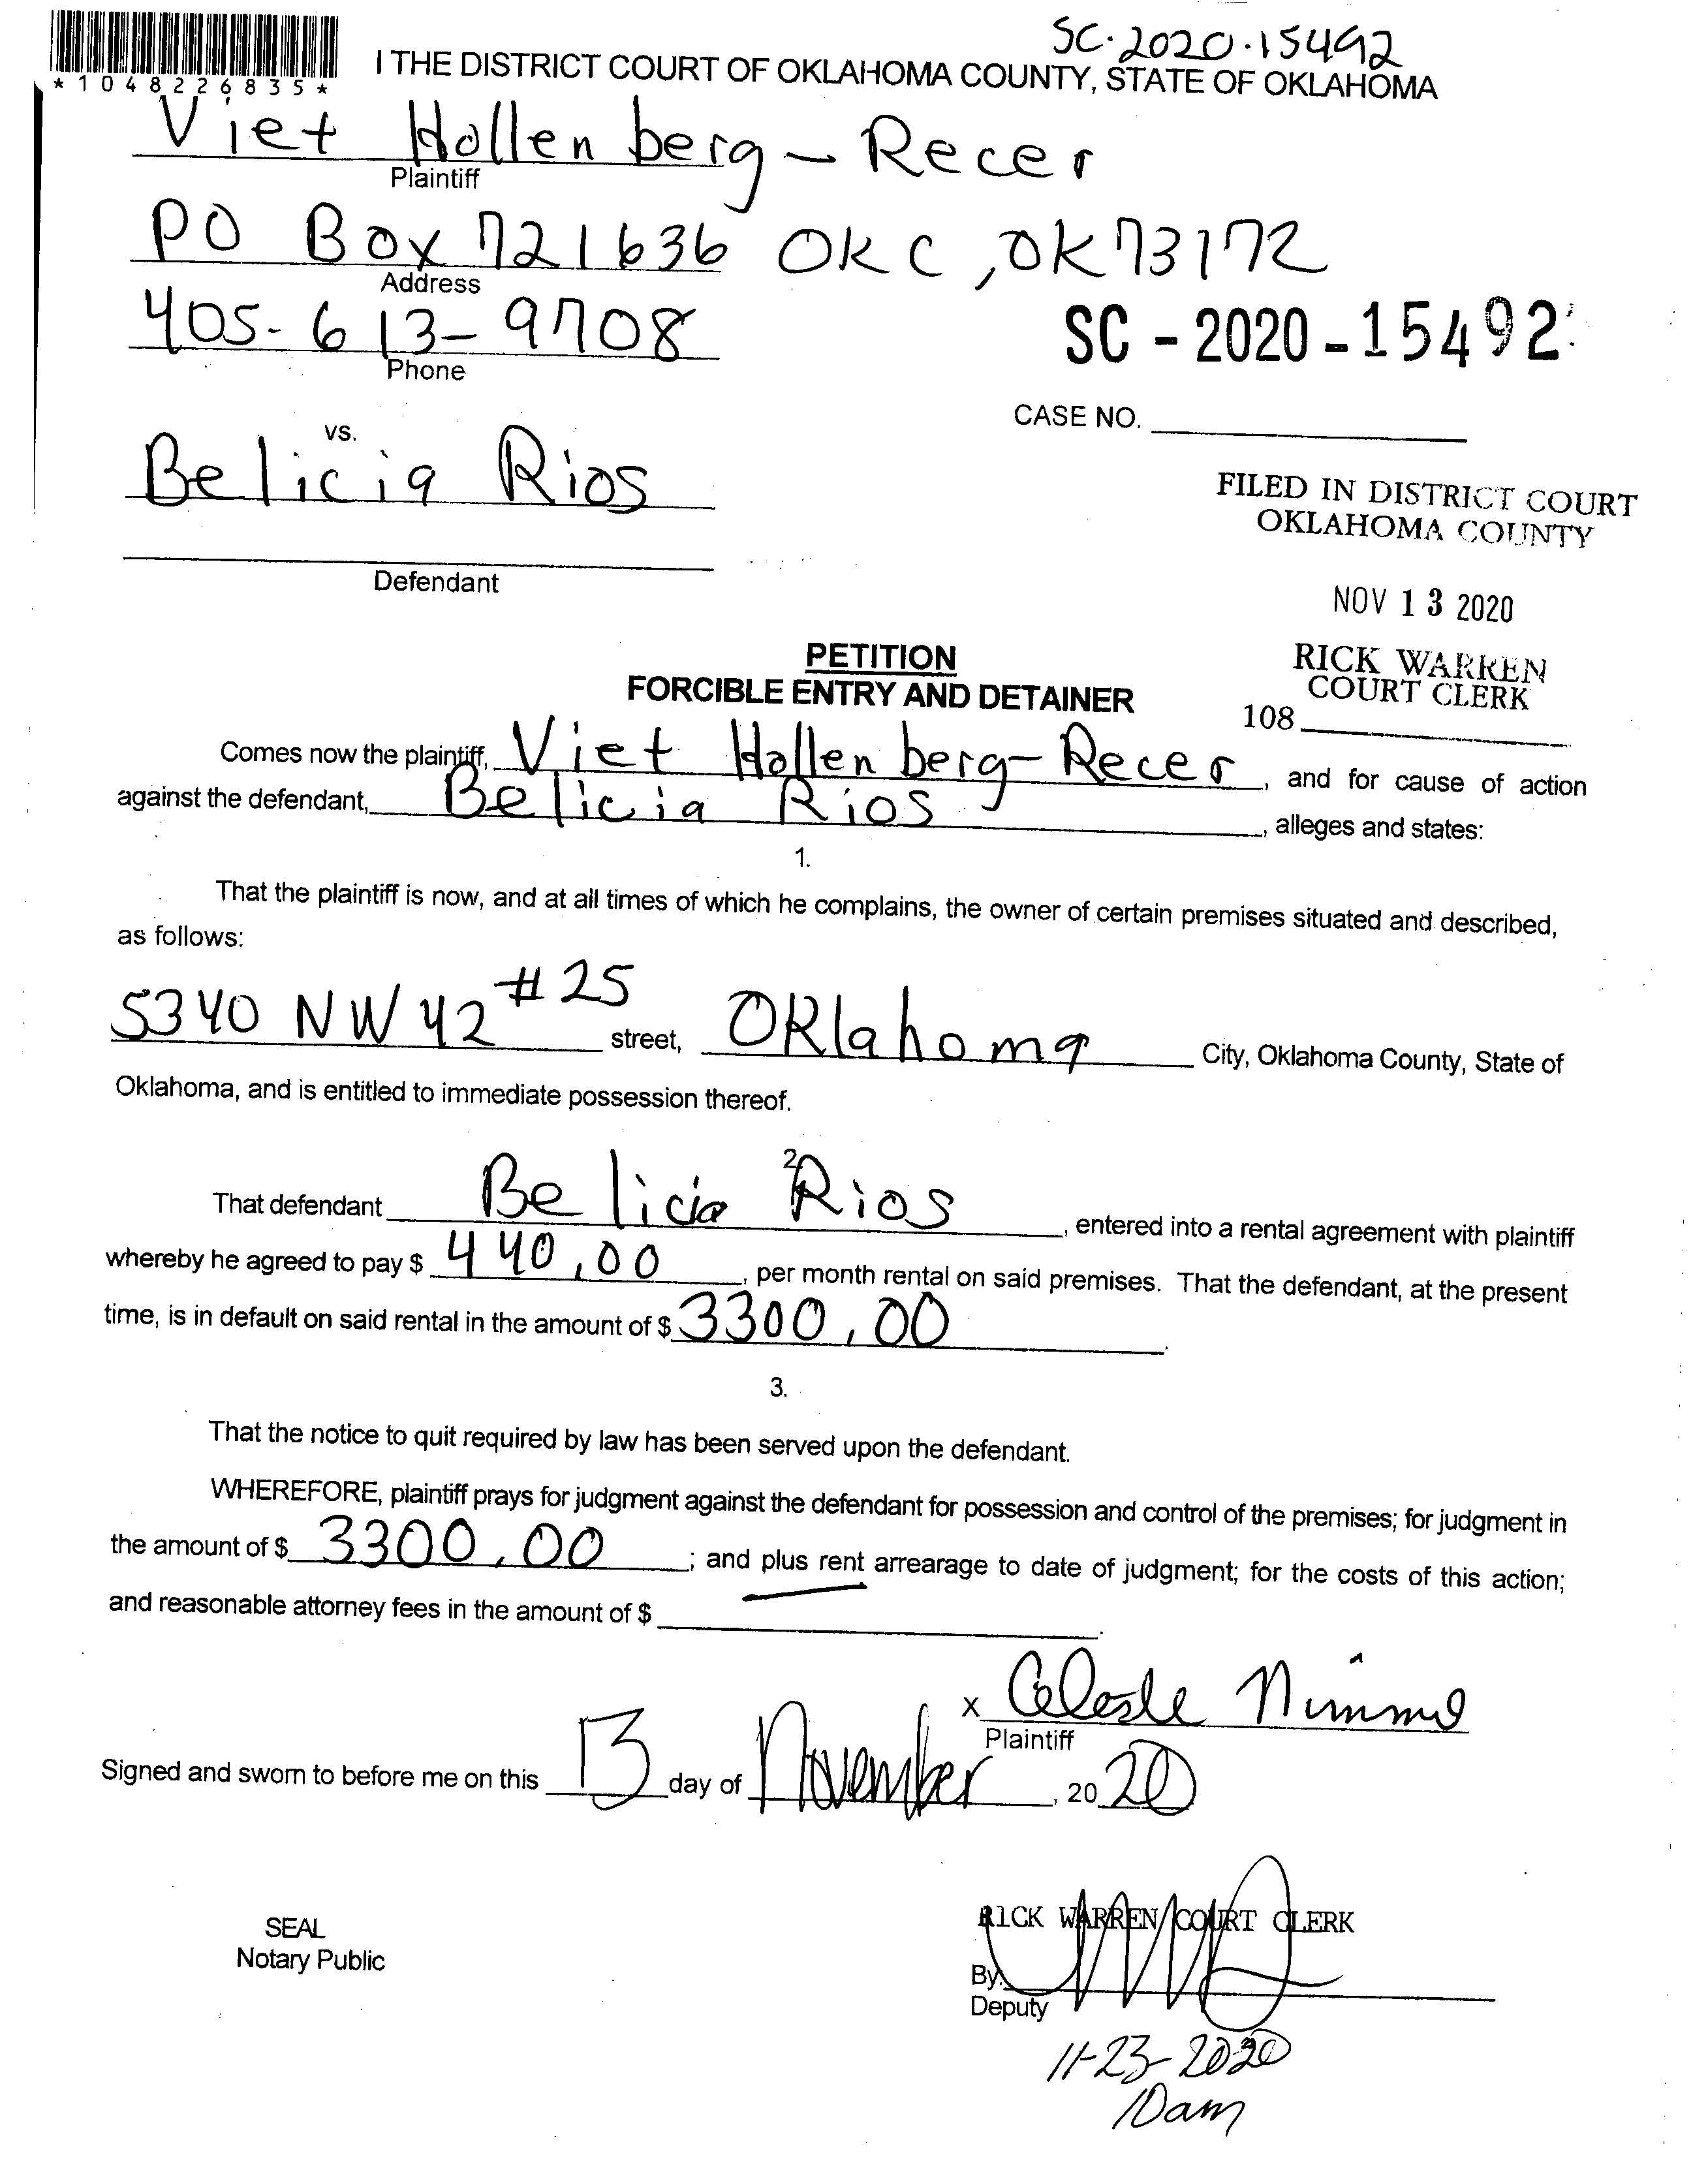 SC-2020-15492
*1048226835*
I THE DISTRICT COURT OF OKLAHOMA COUNTY, STATE OF OKLAHOMA
Viet Hollenberg-Recer
Plaintiff
PO Box 721636 OKC, OK 73172
Address
405-613-9708
Phone
SC - 2020 - 15492
CASE NO.
vs.
Belicia Rios
FILED IN DISTRICT COURT
OKLAHOMA COUNTY
Defendant
NOV 13 2020
RICK WARREN
COURT CLERK
108
PETITION
FORCIBLE ENTRY AND DETAINER
Comes now the plaintiff, Viet Hollenberg-Recer, and for cause of action
against the defendant, Belicia Rios, alleges and states:
1.
That the plaintiff is now, and at all times of which he complains, the owner of certain premises situated and described,
as follows:
5340 NW 42 #25 street, Oklahoma City, Oklahoma County, State of
Oklahoma, and is entitled to immediate possession thereof.
2.
That defendant Belicia Rios, entered into a rental agreement with plaintiff
whereby he agreed to pay $ 440.00, per month rental on said premises. That the defendant, at the present
time, is in default on said rental in the amount of $ 3300.00.
3.
That the notice to quit required by law has been served upon the defendant.
WHEREFORE, plaintiff prays for judgment against the defendant for possession and control of the premises; for judgment in
the amount of $ 3300.00; and plus rent arrearage to date of judgment; for the costs of this action;
and reasonable attorney fees in the amount of $ .
x Celeste Nimmo
Plaintiff
Signed and sworn to before me on this 13 day of November, 2020
SEAL
Notary Public
RICK WARREN COURT CLERK
By:
Deputy
11-23-2020
10am